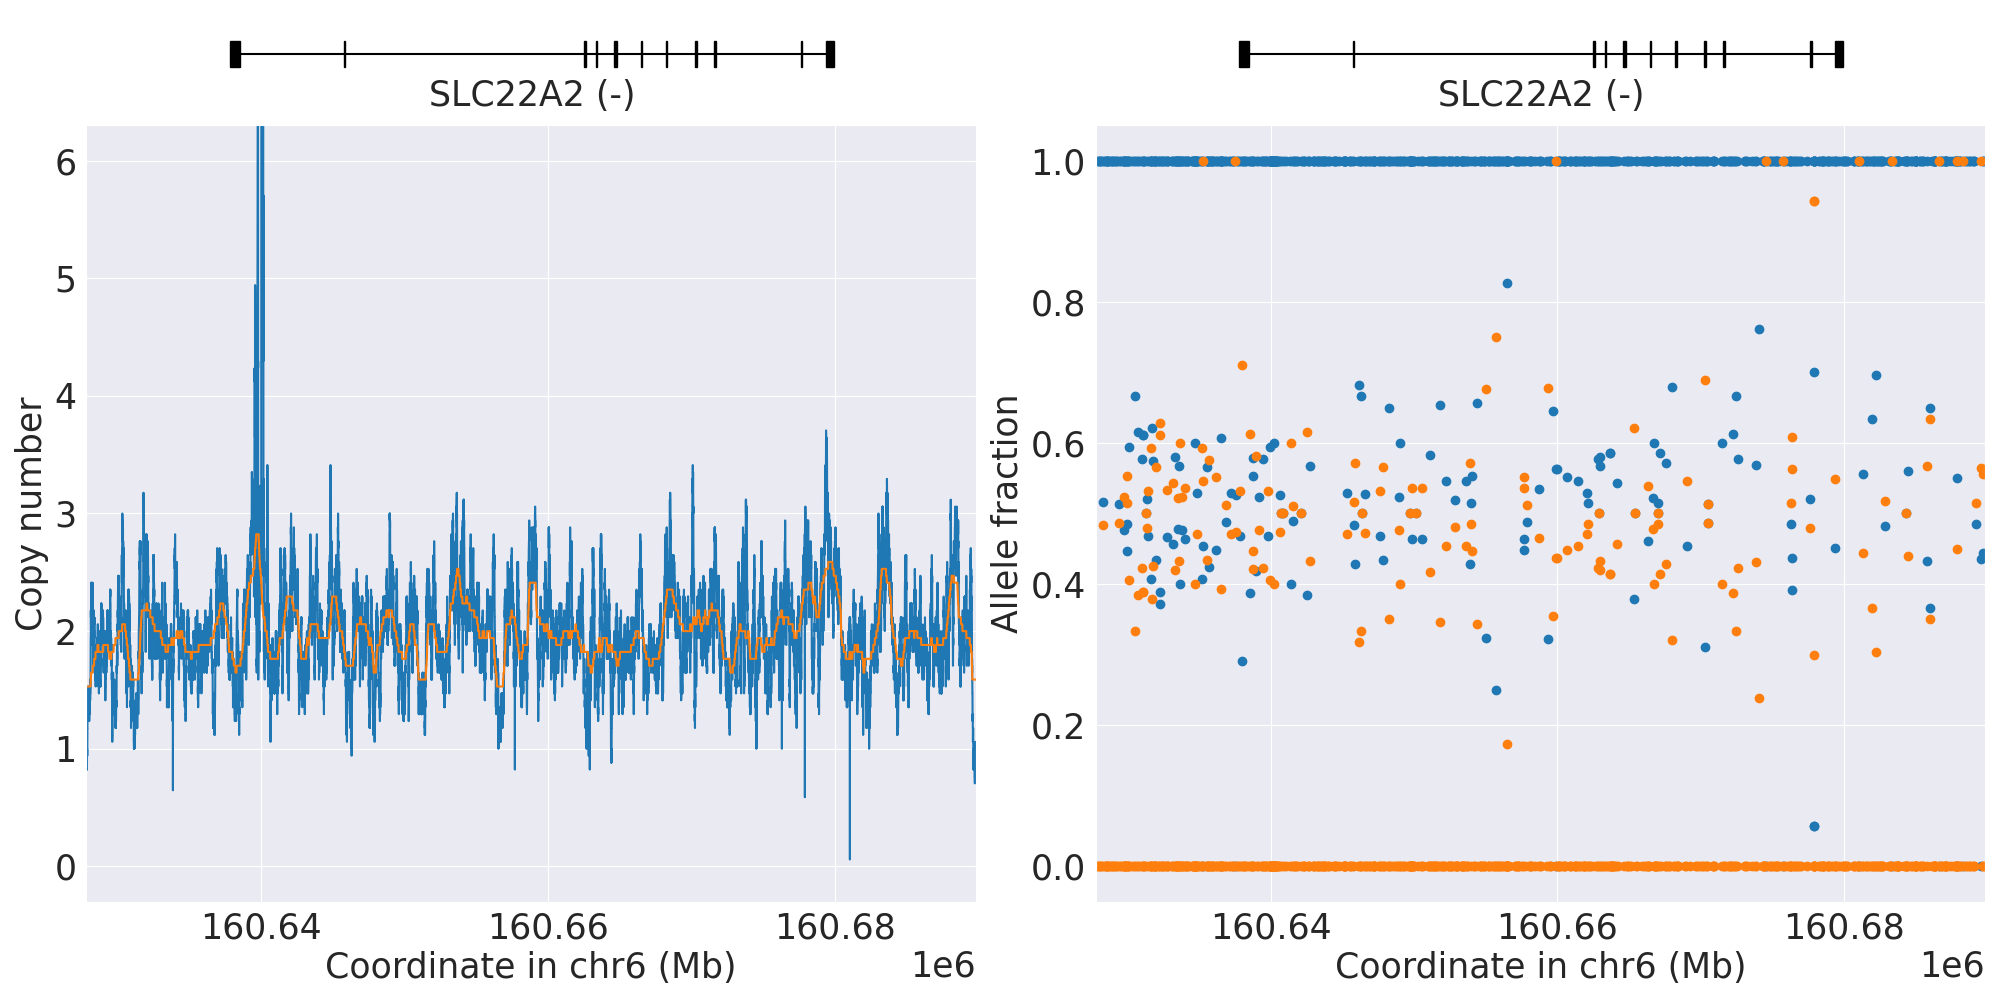 SLC22A2 (-)
Copy number
6
5
4
3
2
1
0
160.64
160.66
160.68
Coordinate in chr6 (Mb)
1e6
SLC22A2 (-)
Allele fraction
1.0
0.8
0.6
0.4
0.2
0.0
160.64
160.66
160.68
Coordinate in chr6 (Mb)
1e6